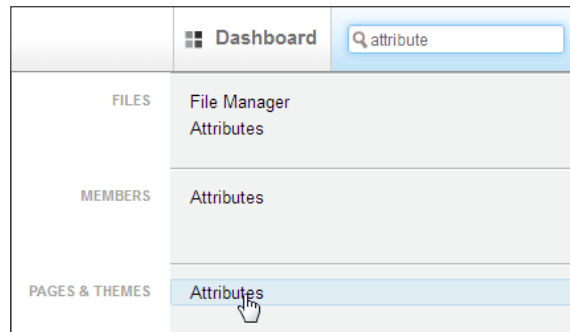 Dashboard attribute
FILES File Manager
Attributes
MEMBERS Attributes
PAGES & THEMES Attributes